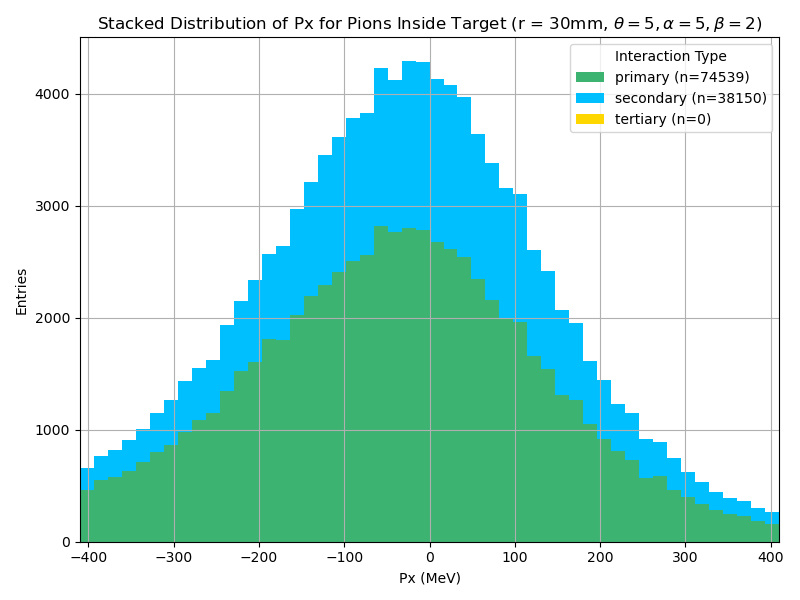 Stacked Distribution of Px for Pions Inside Target (r = 30mm, θ = 5, α = 5, β = 2)
Interaction Type
primary (n=74539)
secondary (n=38150)
tertiary (n=0)
4000
3000
2000
1000
0
Entries
−400 −300 −200 −100 0 100 200 300 400
Px (MeV)